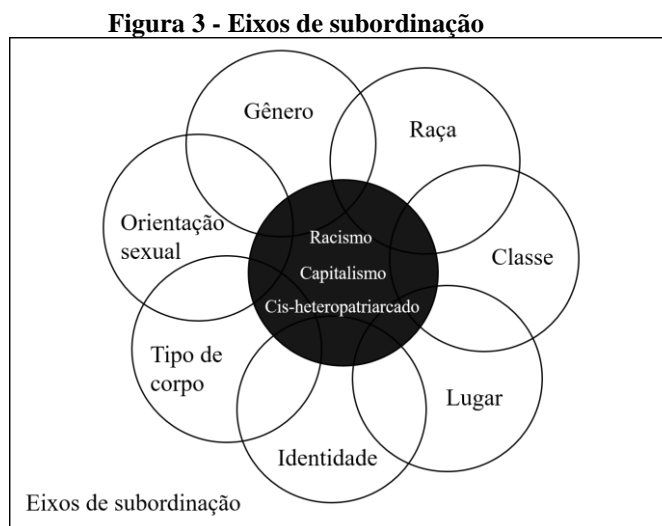 Figura 3 - Eixos de subordinação
Gênero
Raça
Orientação
sexual
Racismo
Capitalismo
Cis-heteropatriarcado
Classe
Tipo de
corpo
Lugar
Identidade
Eixos de subordinação